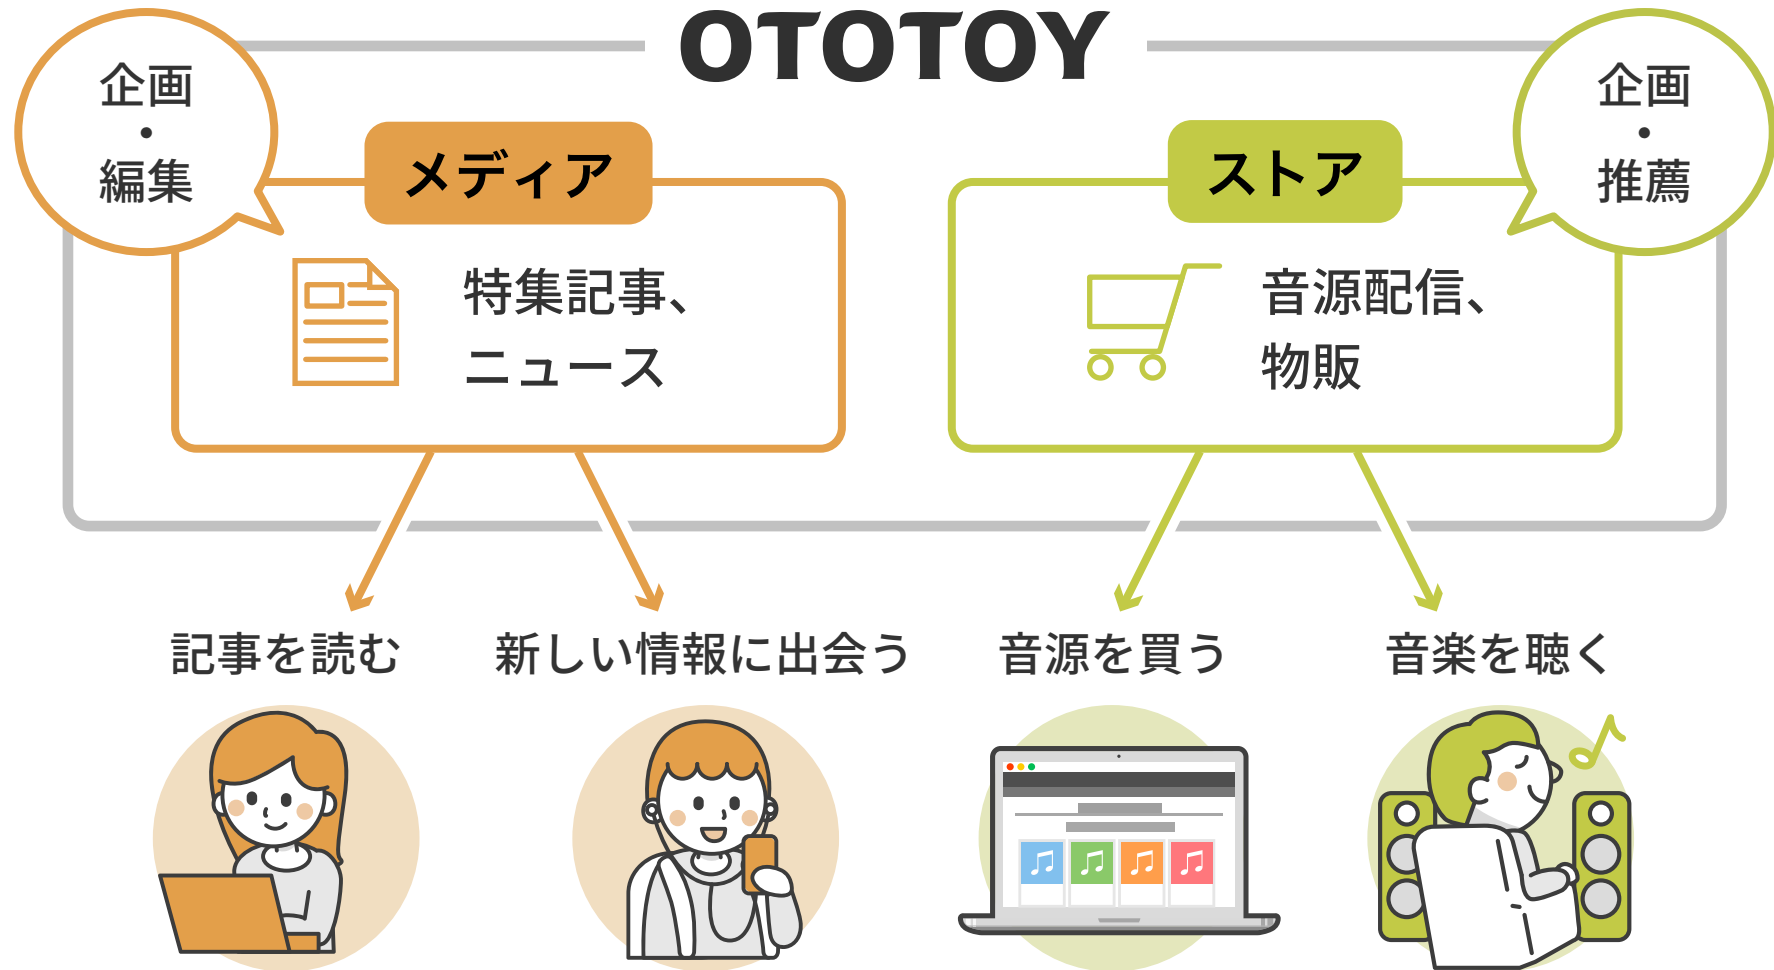 OTOTOY
企画
・
編集
メディア
特集記事、
ニュース
企画
・
推薦
ストア
音源配信、
物販
記事を読む
新しい情報に出会う
音源を買う
音楽を聴く